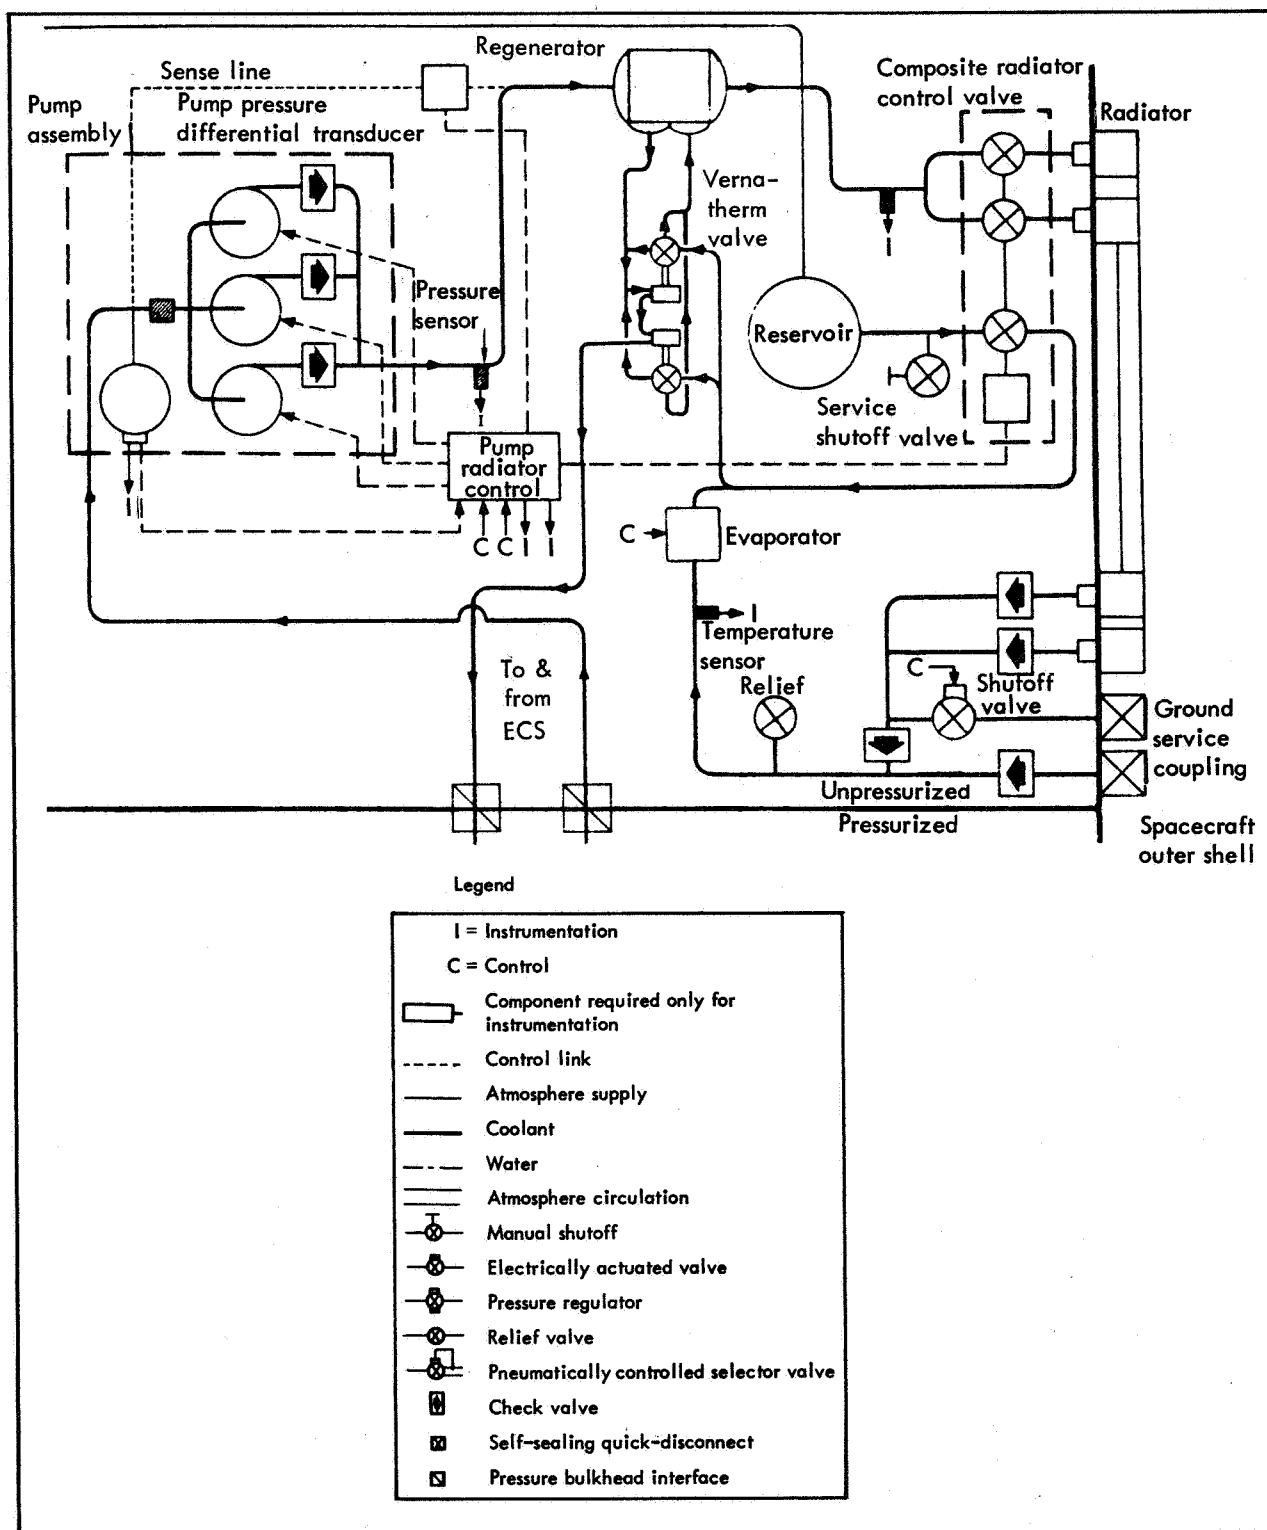 Regenerator
Sense line
Composite radiator
control valve
Pump
assembly
Pump pressure
differential transducer
Radiator
Verna-
therm
valve
Pressure
sensor
I
Reservoir
I
Service
shutoff valve
Pump
radiator
control
I
C C I I
C
Evaporator
I
Temperature
sensor
To &
from
ECS
Relief
C
Shutoff
valve
Ground
service
coupling
Unpressurized
Pressurized
Spacecraft
outer shell
Legend
I = Instrumentation
C = Control
Component required only for
instrumentation
Control link
Atmosphere supply
Coolant
Water
Atmosphere circulation
Manual shutoff
Electrically actuated valve
Pressure regulator
Relief valve
Pneumatically controlled selector valve
Check valve
Self-sealing quick-disconnect
Pressure bulkhead interface